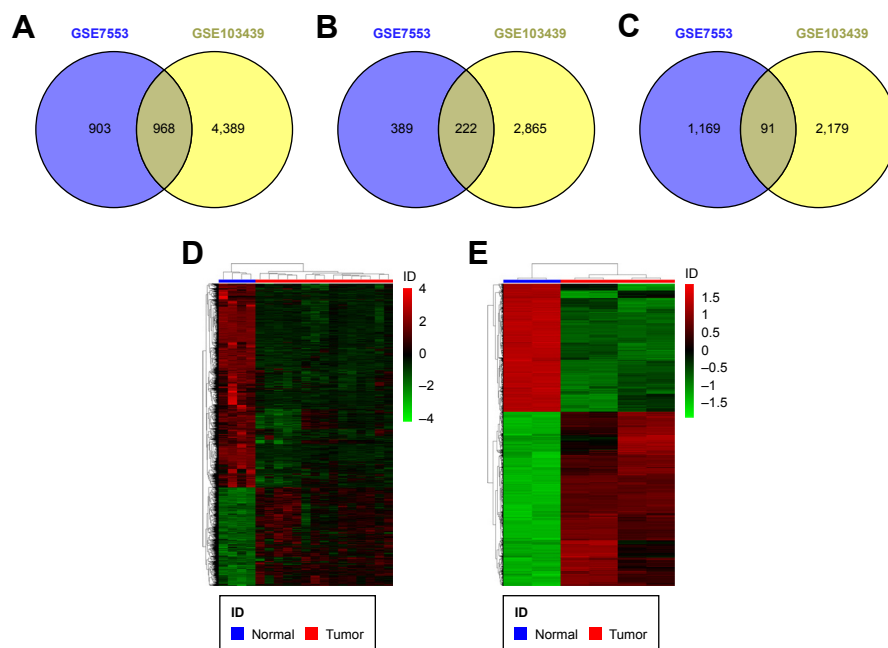 A
GSE7553 GSE103439
903 968 4,389
B
GSE7553 GSE103439
389 222 2,865
C
GSE7553 GSE103439
1,169 91 2,179
D
ID
4
2
0
–2
–4
ID
Normal Tumor
E
ID
1.5
1
0.5
0
–0.5
–1
–1.5
ID
Normal Tumor